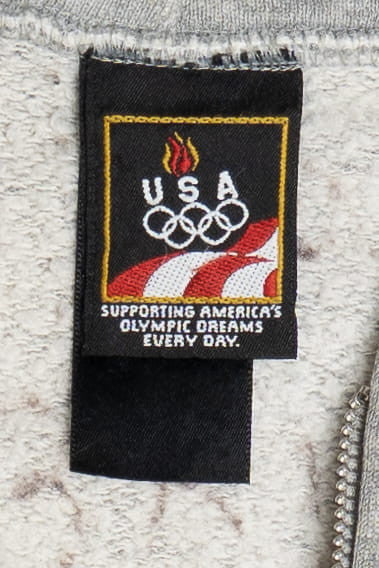 USA
SUPPORTING AMERICA'S
OLYMPIC DREAMS
EVERY DAY.